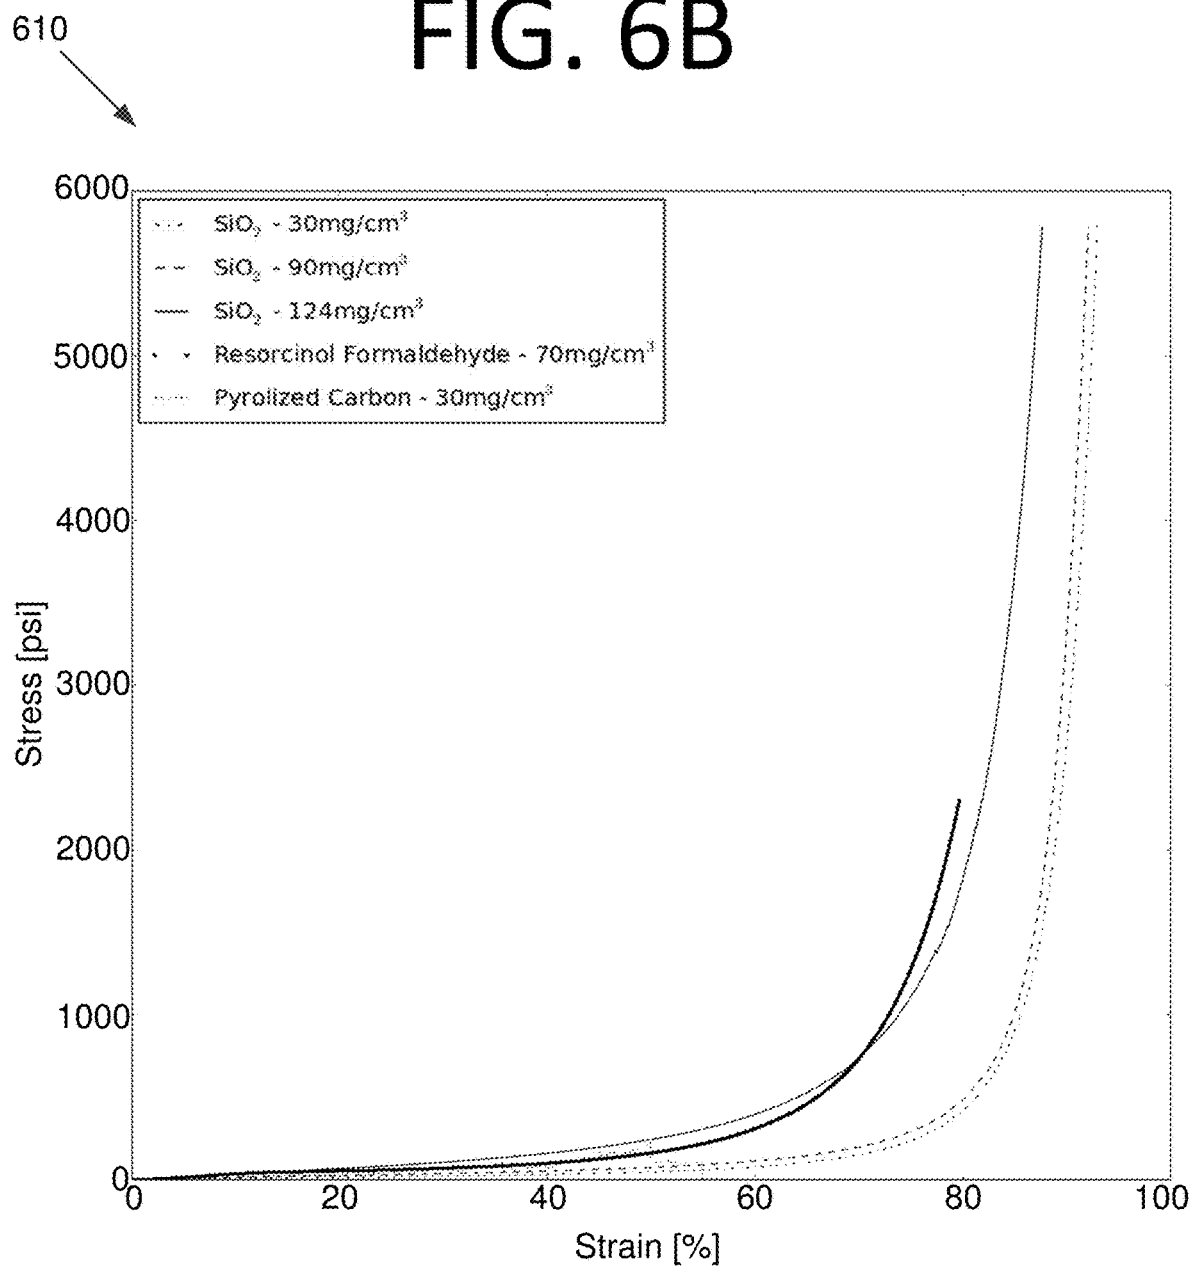 610
FIG. 6B
6000
5000
4000
3000
2000
1000
0
SiO₂ - 30mg/cm³
SiO₂ - 90mg/cm³
SiO₂ - 124mg/cm³
Resorcinol Formaldehyde - 70mg/cm³
Pyrolized Carbon - 30mg/cm³
Stress [psi]
0 20 40 60 80 100
Strain [%]